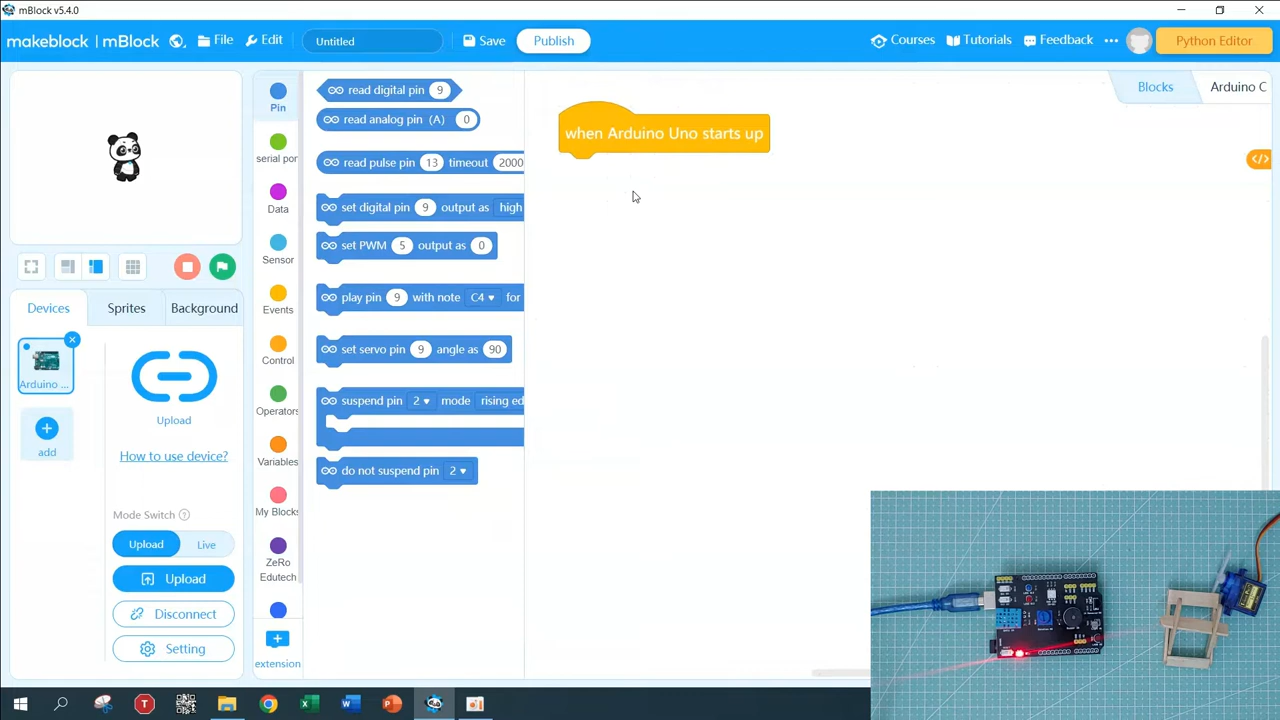 mBlock v5.4.0
makeblock | mBlock
File
Edit
Untitled
Save
Publish
Courses
Tutorials
Feedback
Python Editor
Blocks
Arduino C
</>
Pin
serial por
Data
Sensor
Events
Control
Operators
Variables
My Blocks
ZeRo
Edutech
extension
read digital pin 9
read analog pin (A) 0
read pulse pin 13 timeout 2000
set digital pin 9 output as high
set PWM 5 output as 0
play pin 9 with note C4 for
set servo pin 9 angle as 90
suspend pin 2 mode rising ed
do not suspend pin 2
when Arduino Uno starts up
Devices
Sprites
Background
Arduino ...
add
Upload
How to use device?
Mode Switch
Upload
Live
Upload
Disconnect
Setting